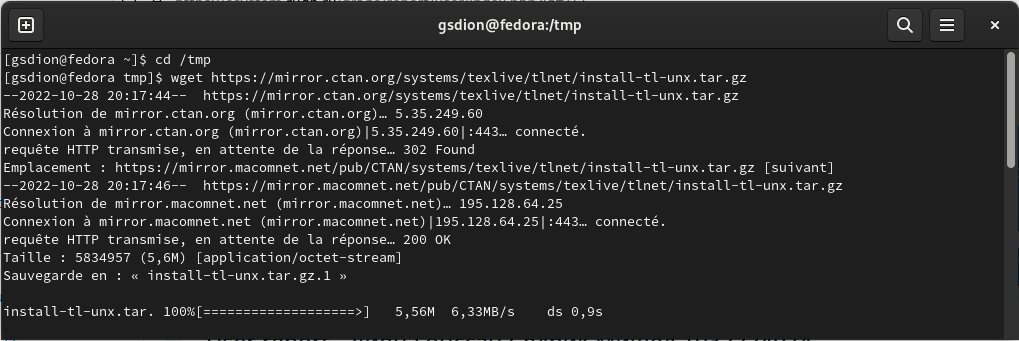 gsdion@fedora:/tmp
[gsdion@fedora ~]$ cd /tmp
[gsdion@fedora tmp]$ wget https://mirror.ctan.org/systems/texlive/tlnet/install-tl-unx.tar.gz
--2022-10-28 20:17:44--  https://mirror.ctan.org/systems/texlive/tlnet/install-tl-unx.tar.gz
Résolution de mirror.ctan.org (mirror.ctan.org)… 5.35.249.60
Connexion à mirror.ctan.org (mirror.ctan.org)|5.35.249.60|:443… connecté.
requête HTTP transmise, en attente de la réponse… 302 Found
Emplacement : https://mirror.macomnet.net/pub/CTAN/systems/texlive/tlnet/install-tl-unx.tar.gz [suivant]
--2022-10-28 20:17:46--  https://mirror.macomnet.net/pub/CTAN/systems/texlive/tlnet/install-tl-unx.tar.gz
Résolution de mirror.macomnet.net (mirror.macomnet.net)… 195.128.64.25
Connexion à mirror.macomnet.net (mirror.macomnet.net)|195.128.64.25|:443… connecté.
requête HTTP transmise, en attente de la réponse… 200 OK
Taille : 5834957 (5,6M) [application/octet-stream]
Sauvegarde en : « install-tl-unx.tar.gz.1 »
install-tl-unx.tar. 100%[===================>]   5,56M  6,33MB/s    ds 0,9s